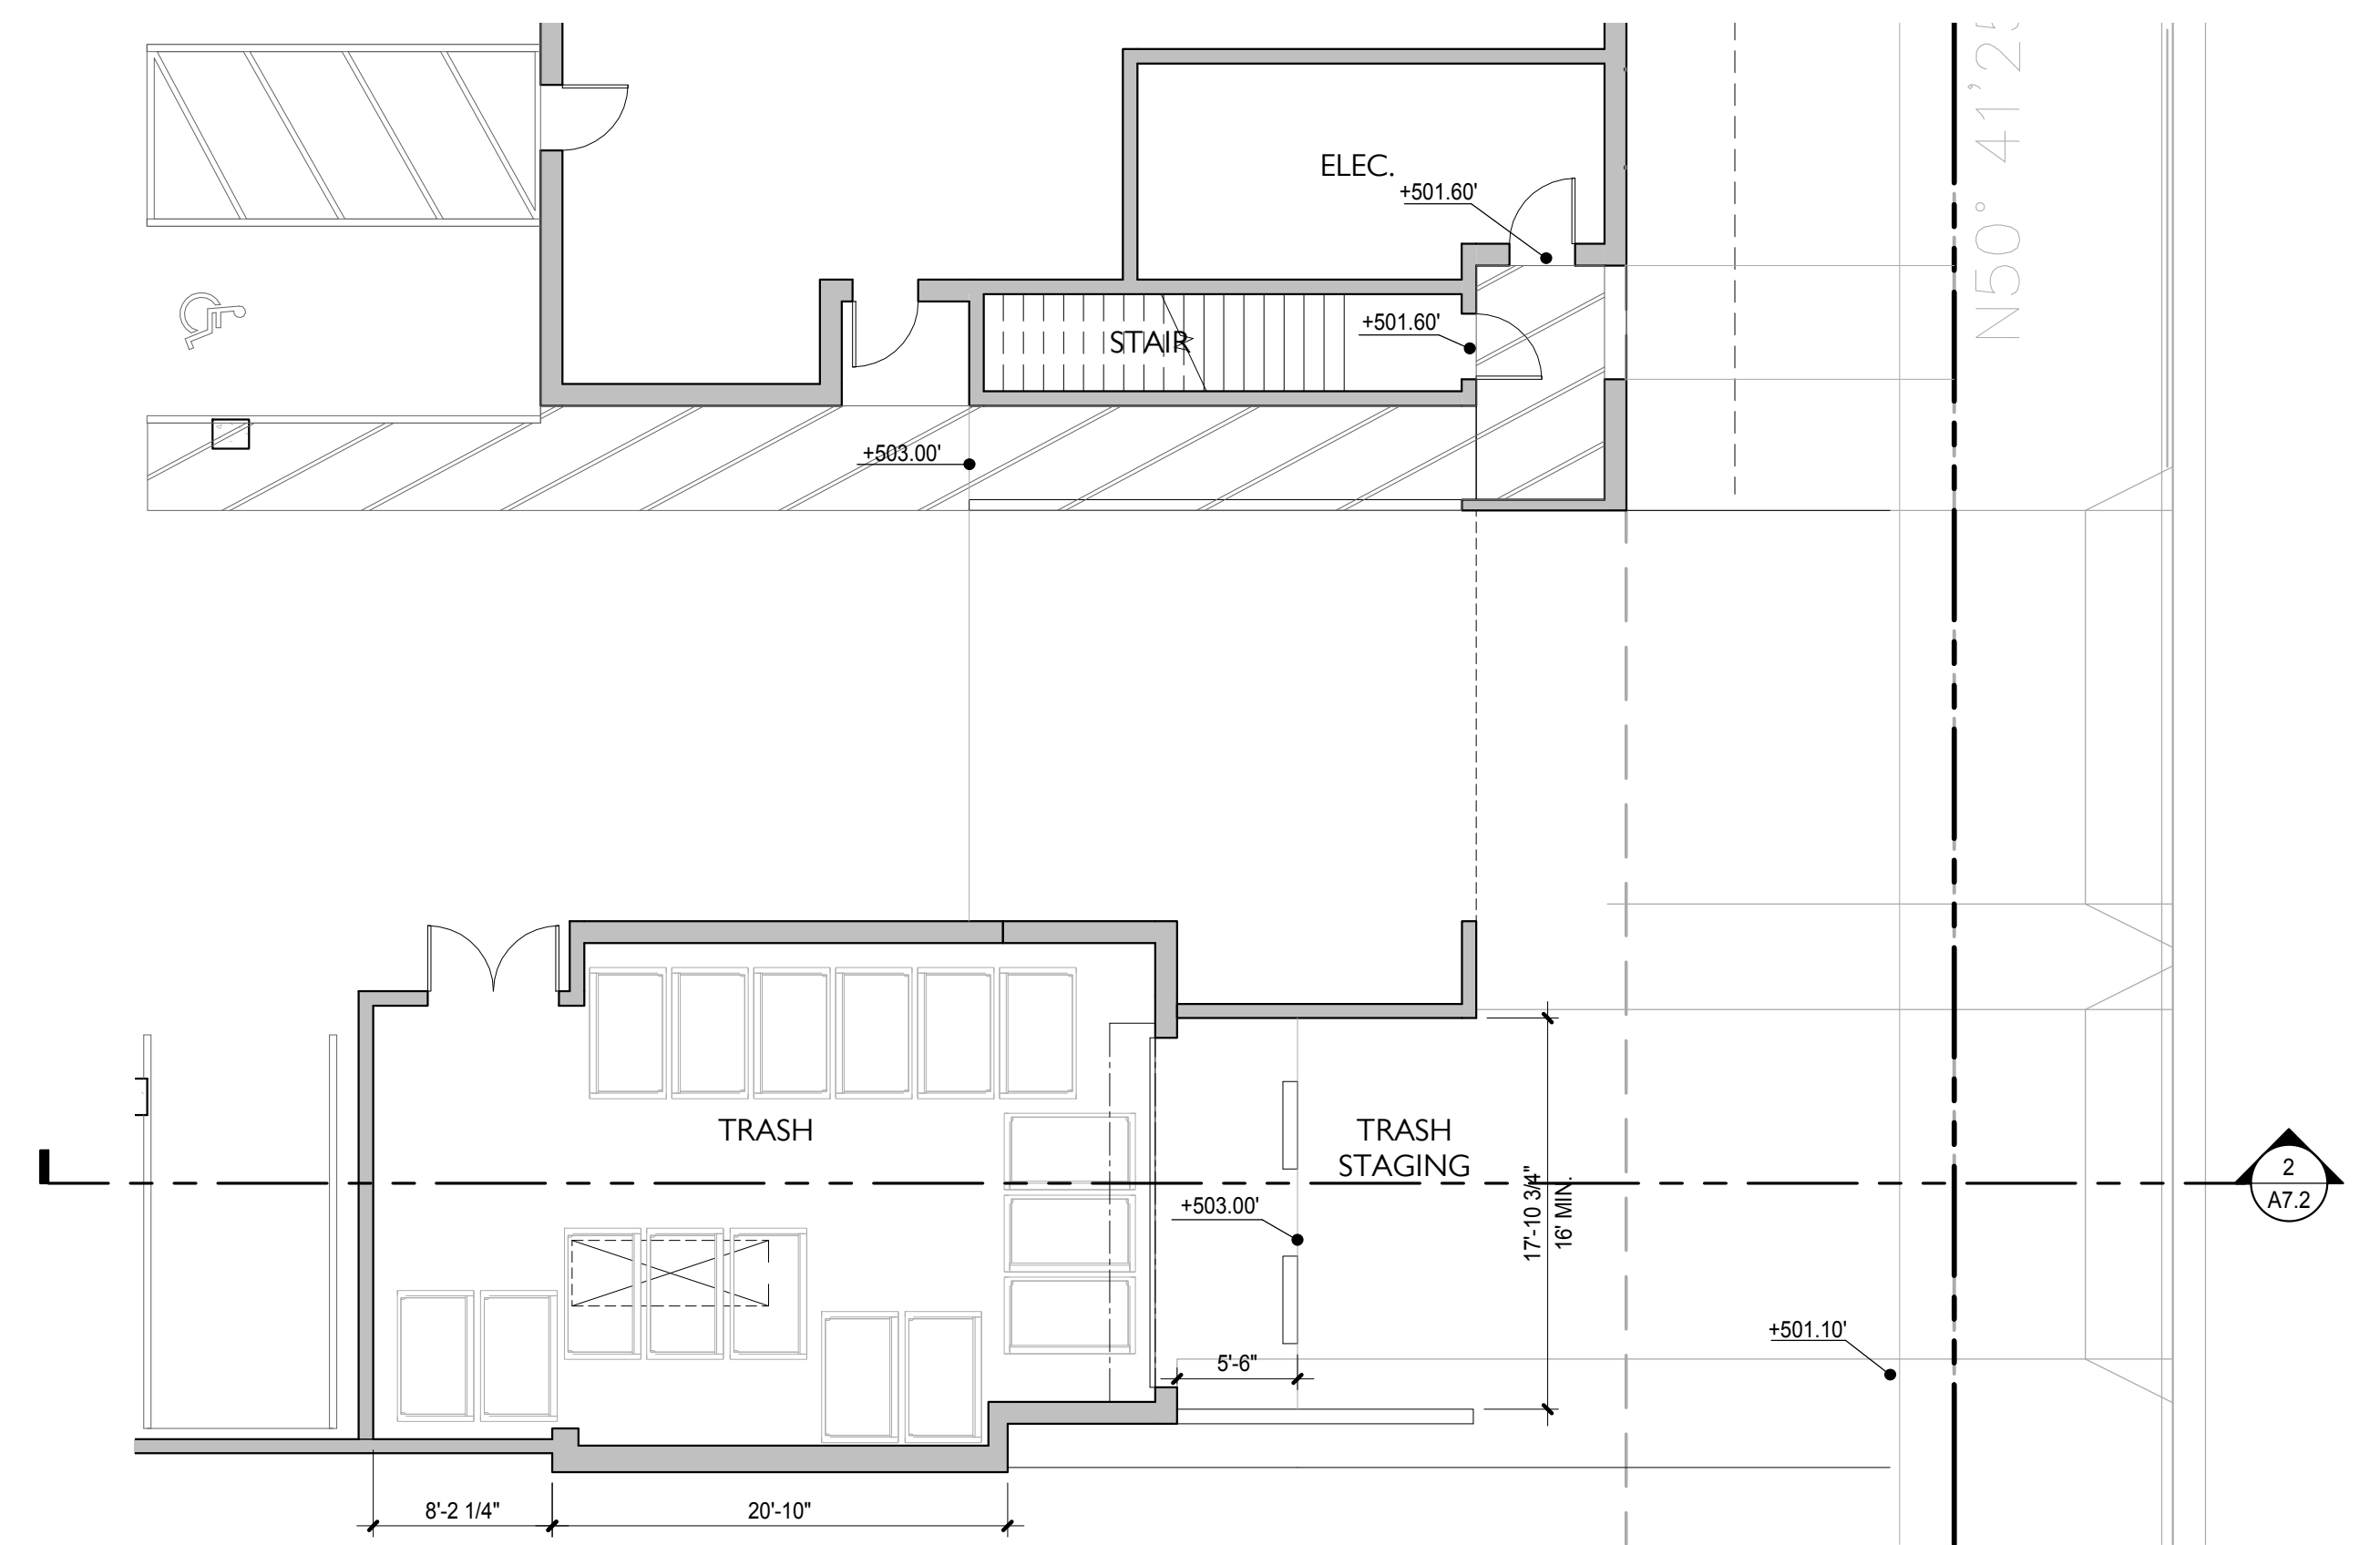 N50° 41'
ELEC.
+501.60'
+501.60'
STAIR
+503.00'
TRASH
TRASH
STAGING
17'-10 3/4"
16' MIN.
2
A7.2
+503.00'
+501.10'
5'-6"
8'-2 1/4"
20'-10"